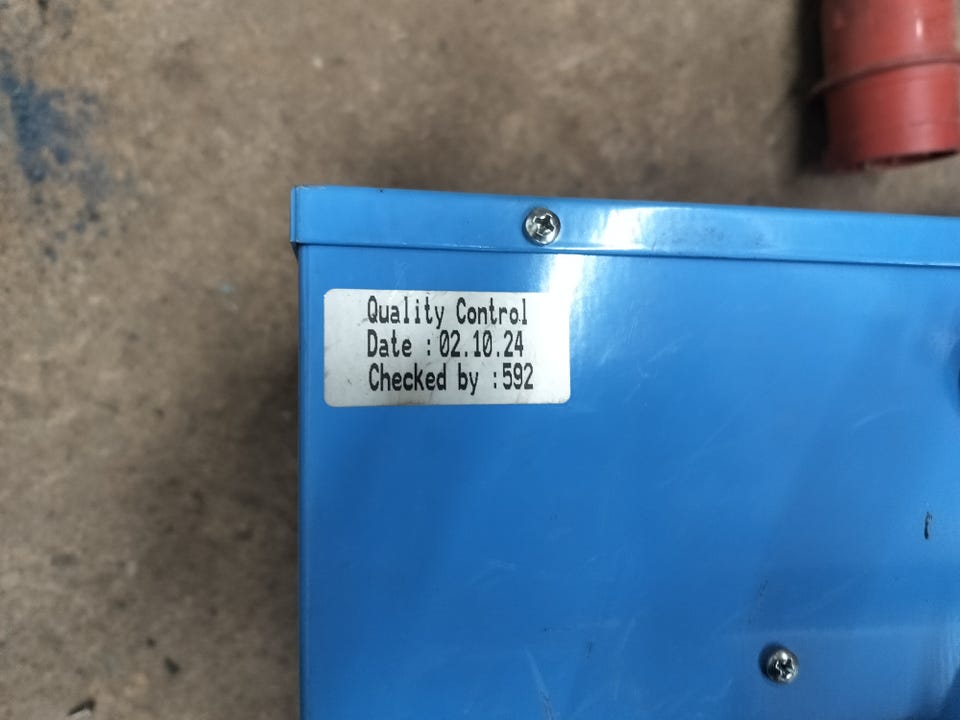 Quality Control
Date : 02.10.24
Checked by : 592